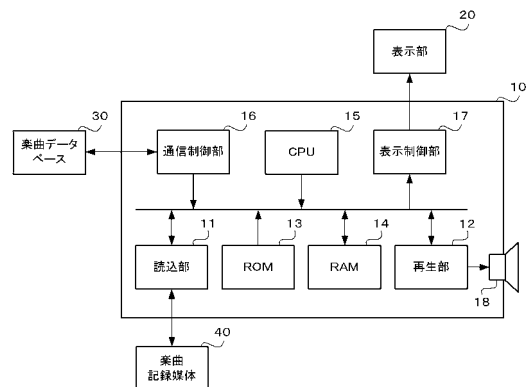 20
表示部
10
30
楽曲データ
ベース
16
通信制御部
15
CPU
17
表示制御部
11
読込部
13
ROM
14
RAM
12
再生部
18
40
楽曲
記録媒体